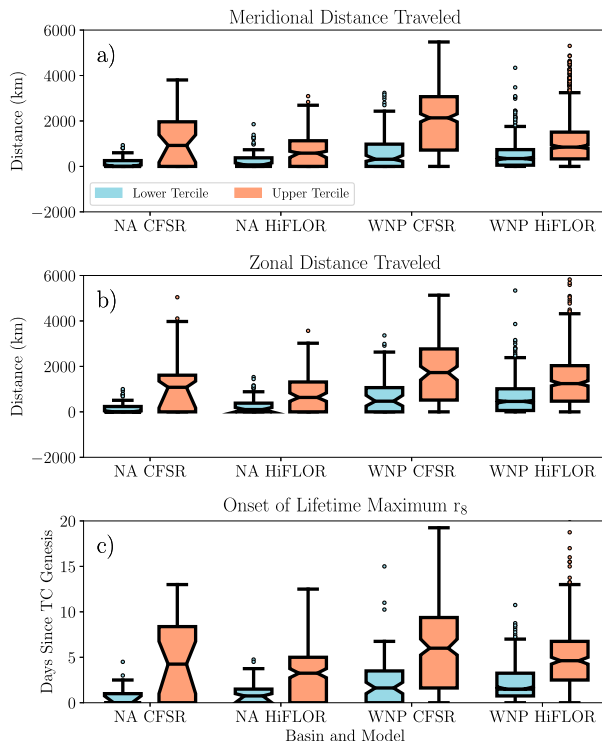 Meridional Distance Traveled
a)
6000
4000
2000
0
−2000
Distance (km)
Lower Tercile Upper Tercile
NA CFSR NA HiFLOR WNP CFSR WNP HiFLOR
Zonal Distance Traveled
b)
6000
4000
2000
0
−2000
Distance (km)
NA CFSR NA HiFLOR WNP CFSR WNP HiFLOR
Onset of Lifetime Maximum r₈
c)
20
15
10
5
0
Days Since TC Genesis
NA CFSR NA HiFLOR WNP CFSR WNP HiFLOR
Basin and Model